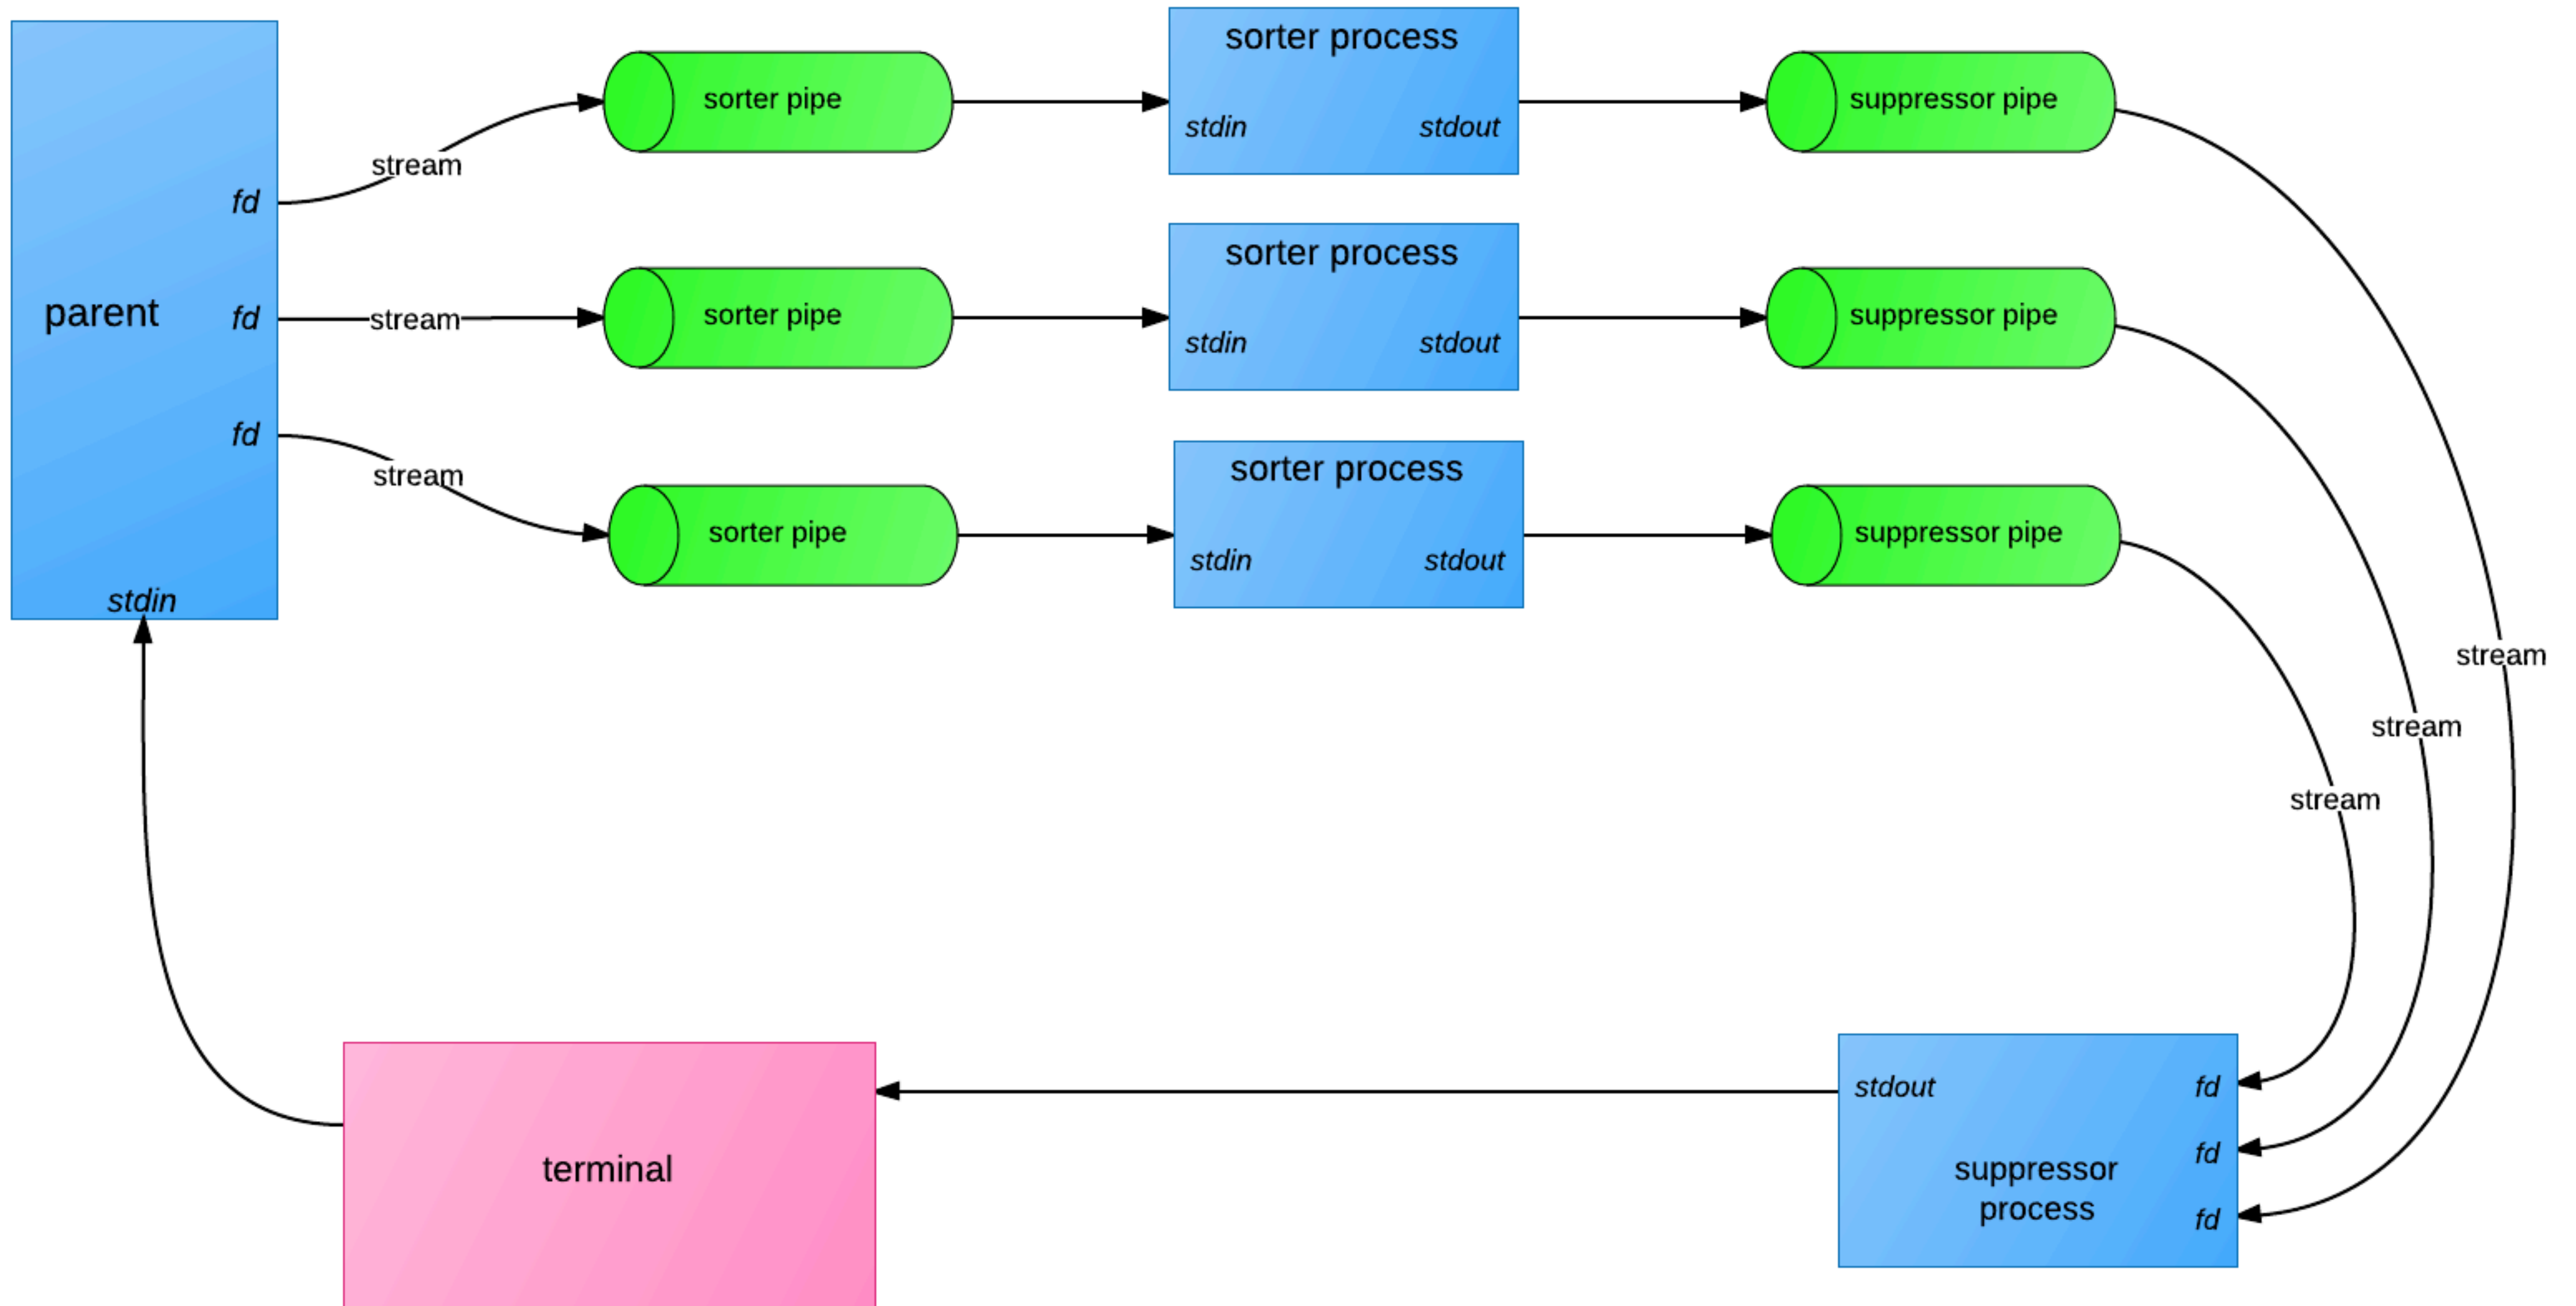 sorter process
sorter pipe
suppressor pipe
stdin
stdout
stream
fd
sorter process
parent
fd
stream
sorter pipe
suppressor pipe
stdin
stdout
fd
sorter process
stream
sorter pipe
suppressor pipe
stdin
stdout
stdin
stream
stream
stream
stdout
fd
fd
terminal
suppressor
process
fd